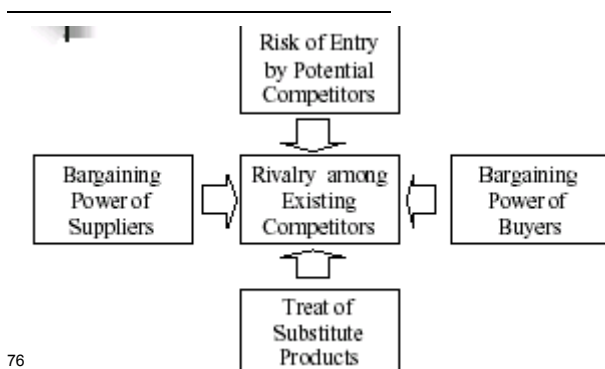 Risk of Entry
by Potential
Competitors
Bargaining
Power of
Suppliers
Rivalry among
Existing
Competitors
Bargaining
Power of
Buyers
Treat of
Substitute
Products
76